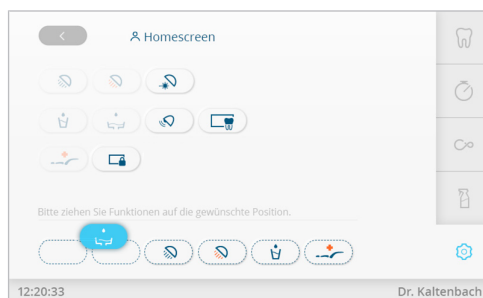 Homescreen
Bitte ziehen Sie Funktionen auf die gewünschte Position.
12:20:33 Dr. Kaltenbach